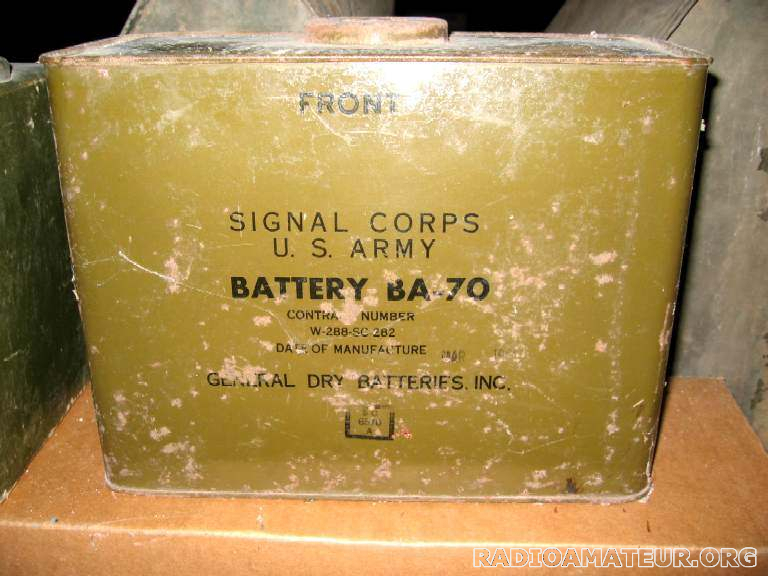 FRONT
SIGNAL CORPS
U. S. ARMY
BATTERY BA-70
NUMBER
W-288-SC-282
DATE OF MANUFACTURE MAR
GENERAL DRY BATTERIES, INC.
A
RADIOAMATEUR.ORG